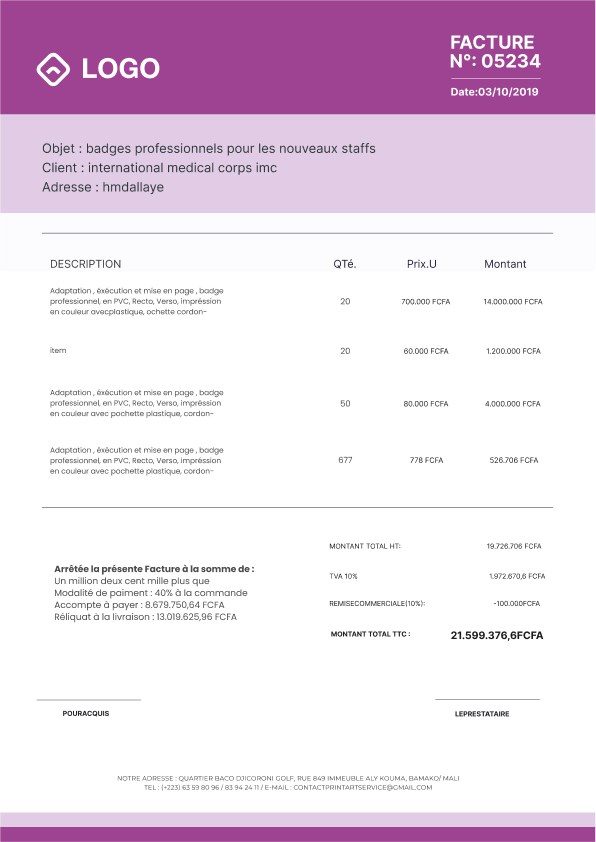 LOGO
FACTURE
N°: 05234
Date:03/10/2019
Objet : badges professionnels pour les nouveaux staffs
Client : international medical corps imc
Adresse : hmdallaye
DESCRIPTION QTé. Prix.U Montant
Adaptation , éxécution et mise en page , badge
professionnel, en PVC, Recto, Verso, impréssion
en couleur avecplastique, ochette cordon-
20 700.000 FCFA 14.000.000 FCFA
item 20 60.000 FCFA 1.200.000 FCFA
Adaptation , éxécution et mise en page , badge
professionnel, en PVC, Recto, Verso, impréssion
en couleur avec pochette plastique, cordon-
50 80.000 FCFA 4.000.000 FCFA
Adaptation , éxécution et mise en page , badge
professionnel, en PVC, Recto, Verso, impréssion
en couleur avec pochette plastique, cordon-
677 778 FCFA 526.706 FCFA
MONTANT TOTAL HT: 19.726.706 FCFA
TVA 10% 1.972.670,6 FCFA
REMISECOMMERCIALE(10%): -100.000FCFA
MONTANT TOTAL TTC : 21.599.376,6FCFA
Arrêtée la présente Facture à la somme de :
Un million deux cent mille plus que
Modalité de paiment : 40% à la commande
Accompte à payer : 8.679.750,64 FCFA
Réliquat à la livraison : 13.019.625,96 FCFA
POURACQUIS
LEPRESTATAIRE
NOTRE ADRESSE : QUARTIER BACO DJICORONI GOLF, RUE 849 IMMEUBLE ALY KOUMA, BAMAKO/ MALI
TEL : (+223) 63 59 80 96 / 83 94 24 11 / E-MAIL : CONTACTPRINTARTSERVICE@GMAIL.COM